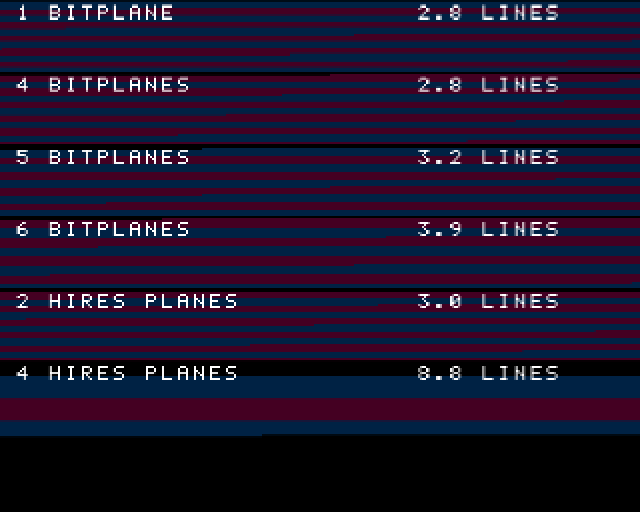 1 BITPLANE 2.8 LINES
4 BITPLANES 2.8 LINES
5 BITPLANES 3.2 LINES
6 BITPLANES 3.9 LINES
2 HIRES PLANES 3.0 LINES
4 HIRES PLANES 8.8 LINES